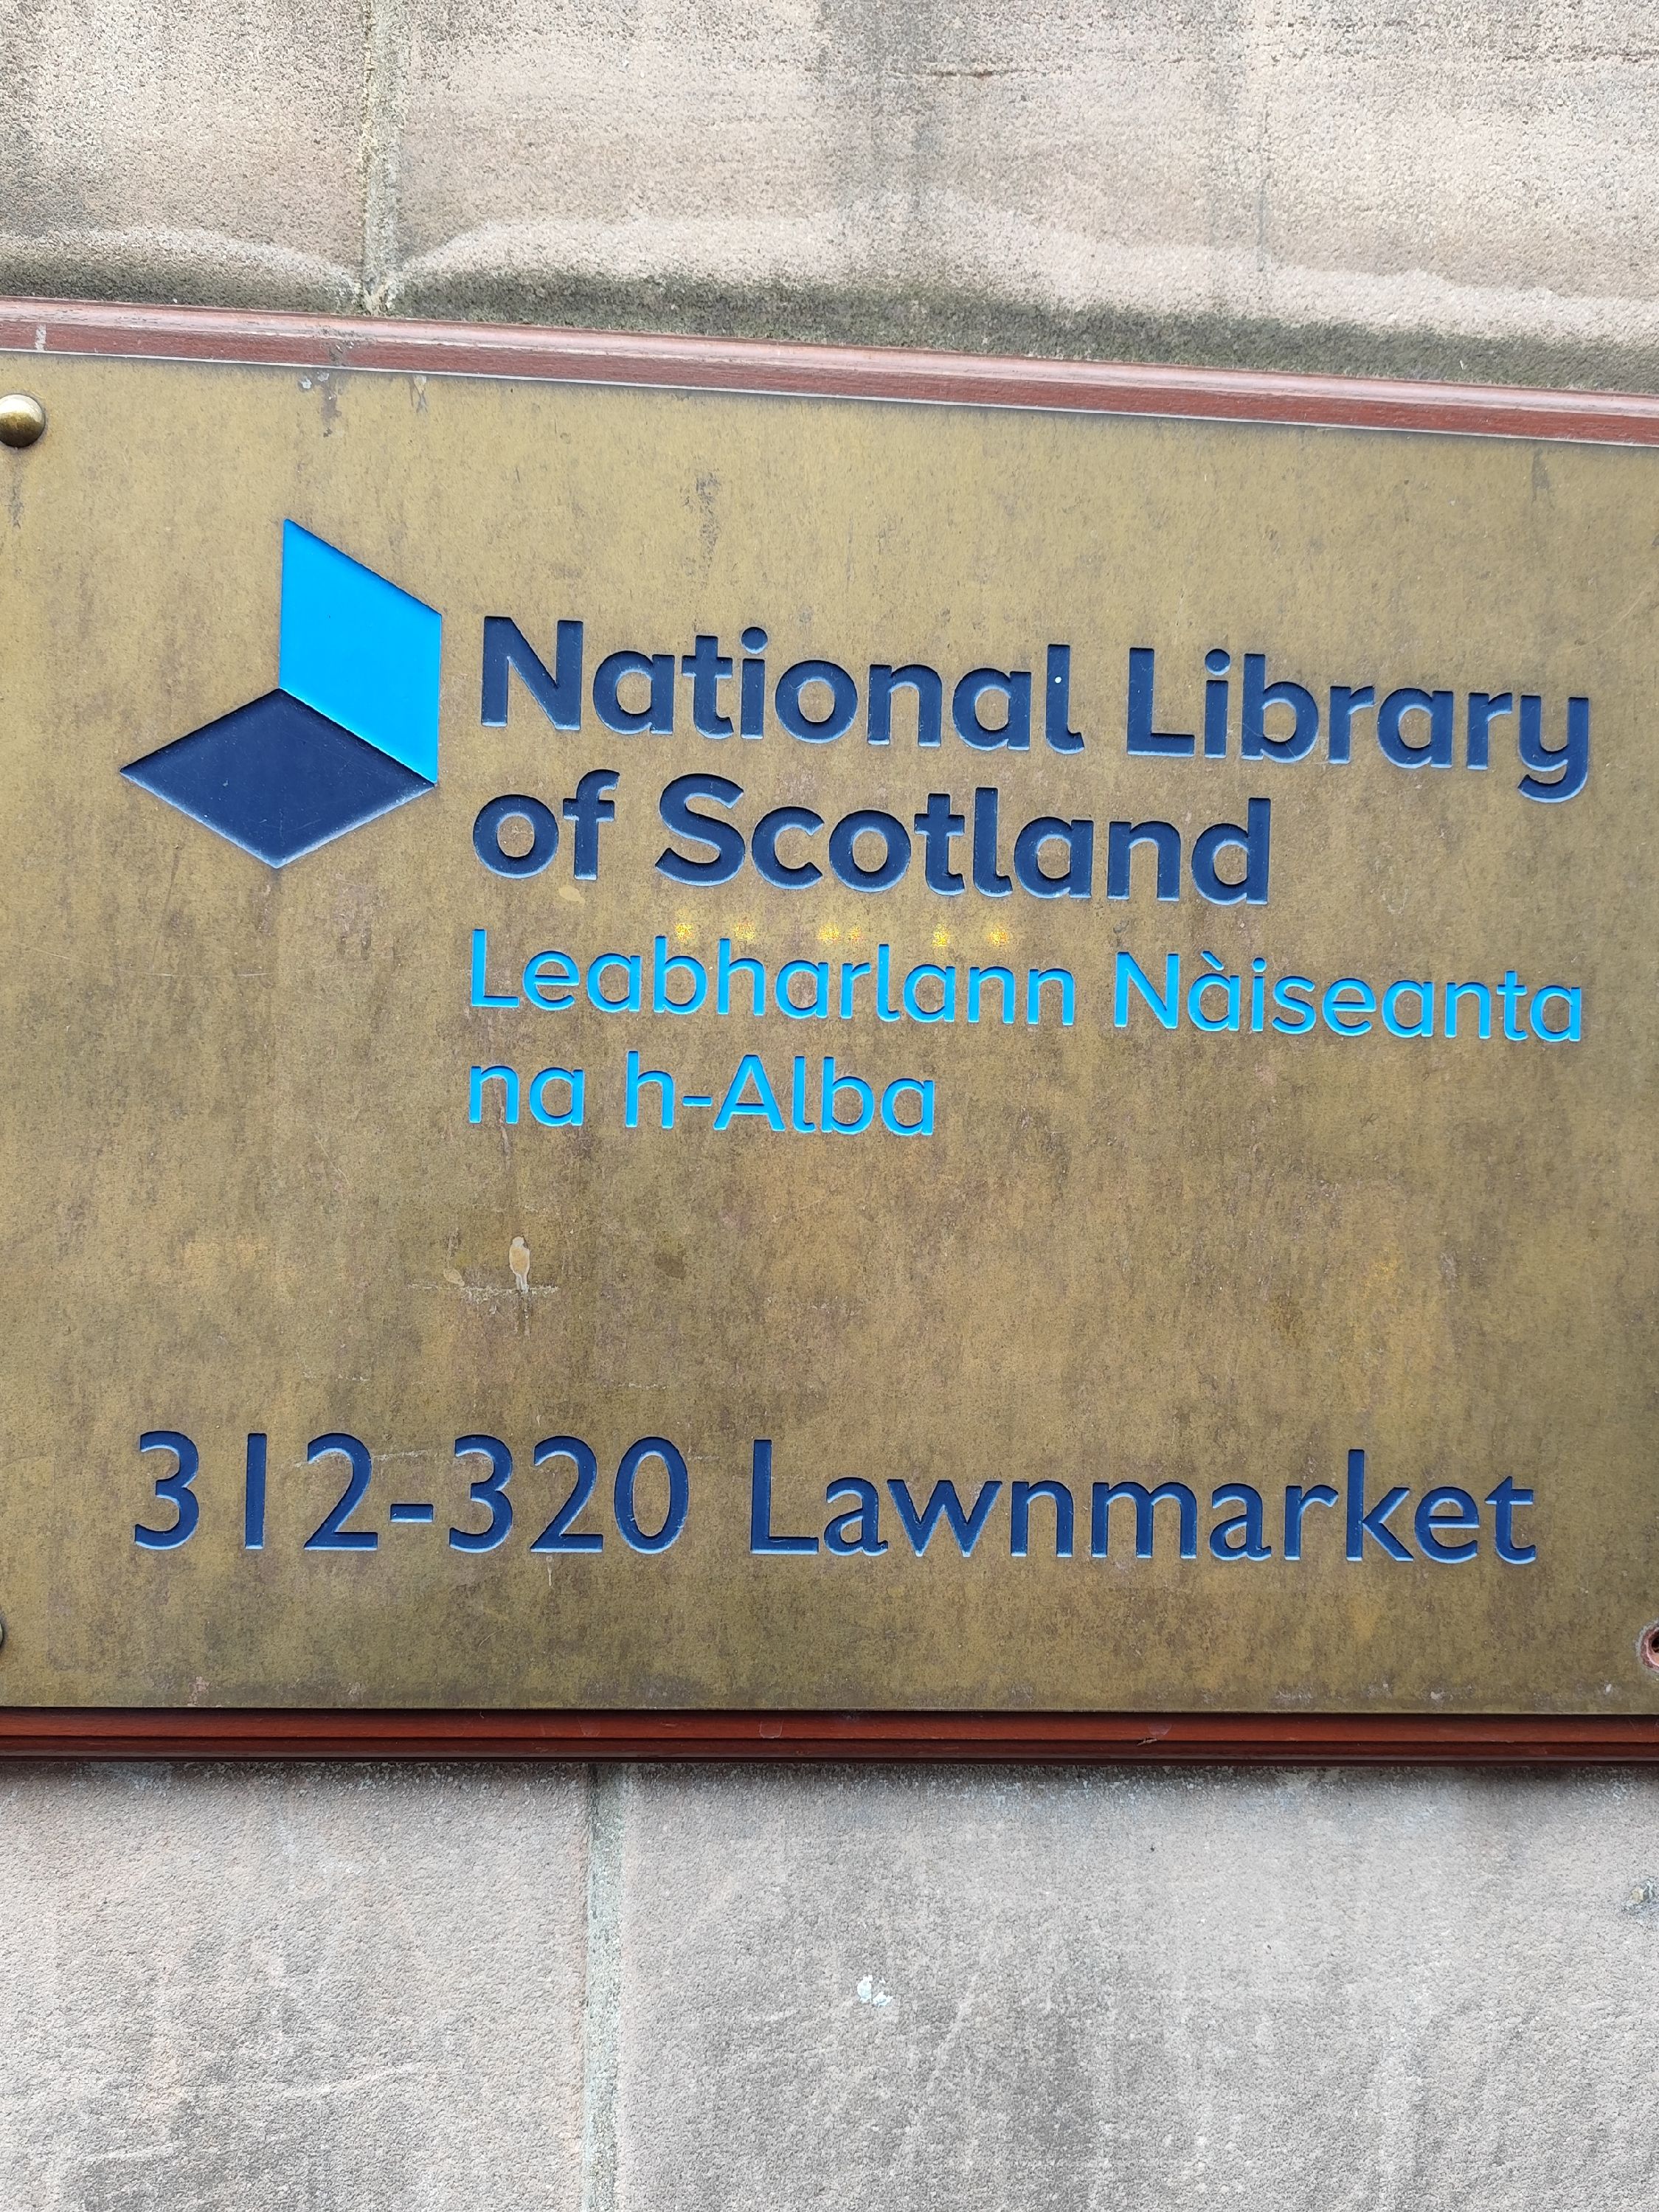 National Library
of Scotland
Leabharlann Nàiseanta
na h-Alba
312-320 Lawnmarket